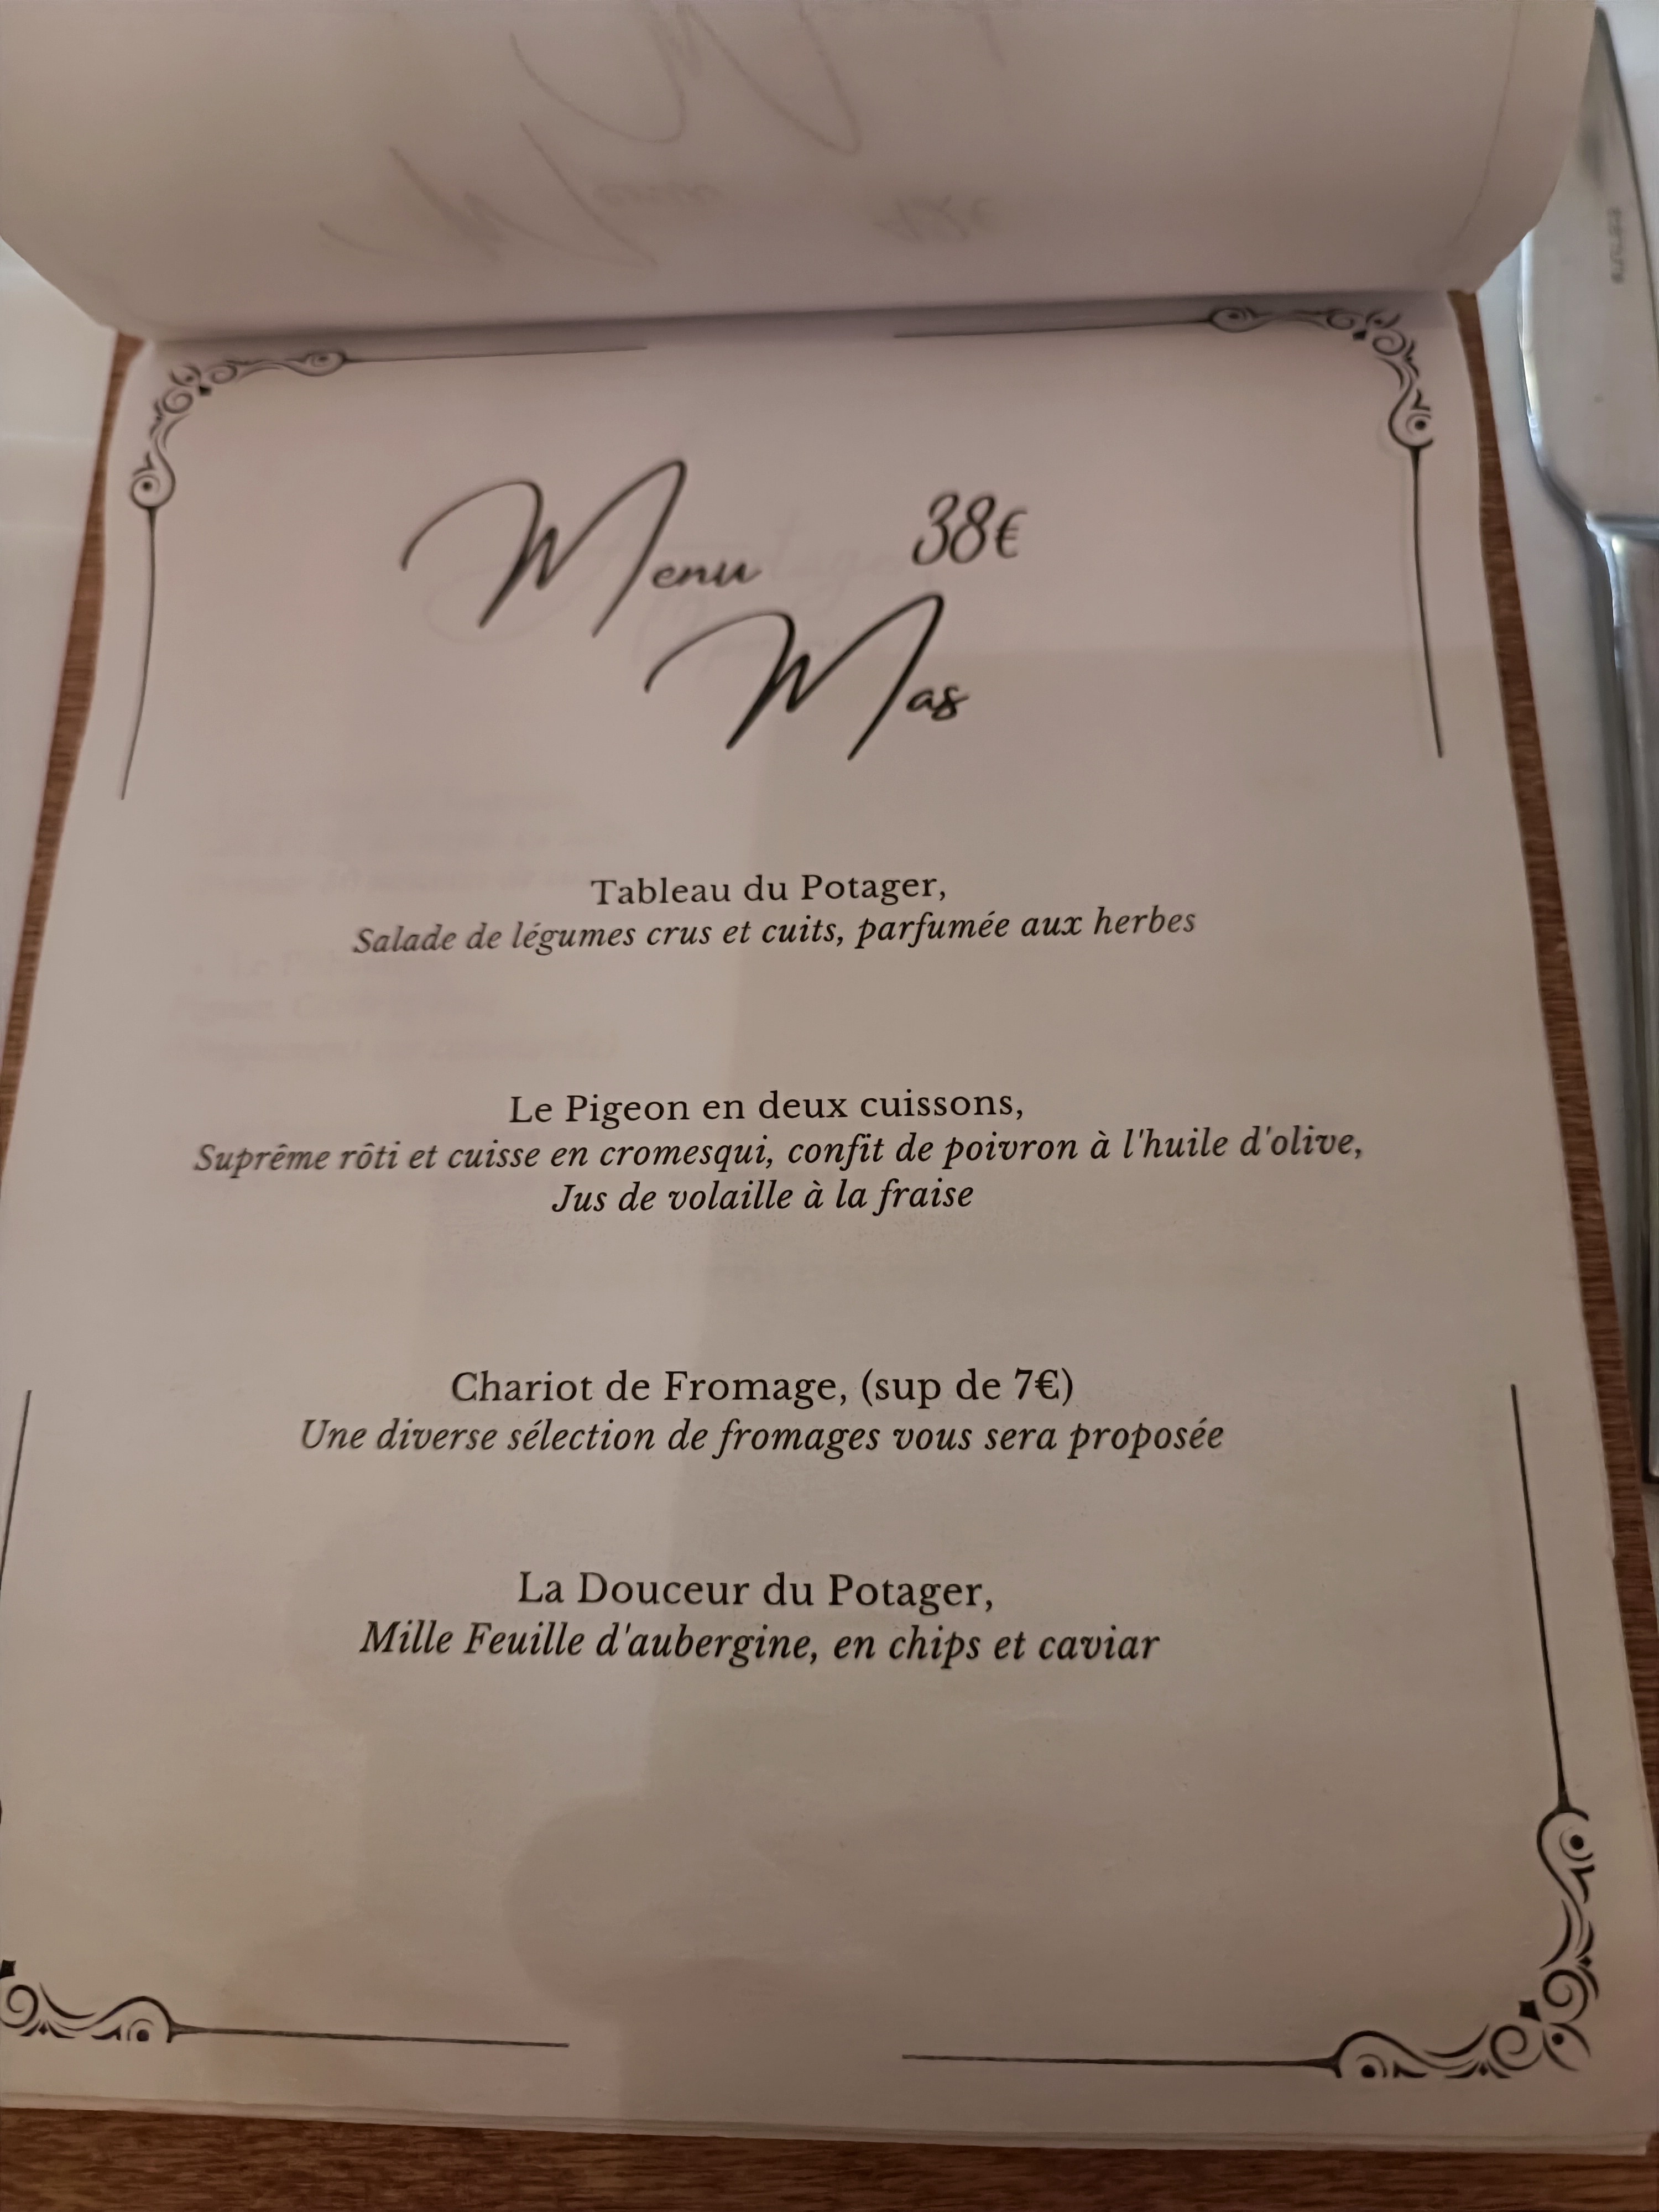 Menu 38€
Mas
Tableau du Potager,
Salade de légumes crus et cuits, parfumée aux herbes
Le Pigeon en deux cuissons,
Suprême rôti et cuisse en cromesqui, confit de poivron à l'huile d'olive,
Jus de volaille à la fraise
Chariot de Fromage, (sup de 7€)
Une diverse sélection de fromages vous sera proposée
La Douceur du Potager,
Mille Feuille d'aubergine, en chips et caviar